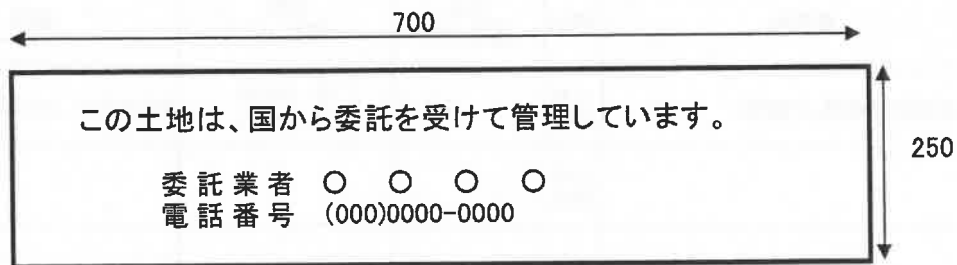 700
この土地は、国から委託を受けて管理しています。
250
委託業者 ○ ○ ○ ○
電話番号 (000)0000-0000